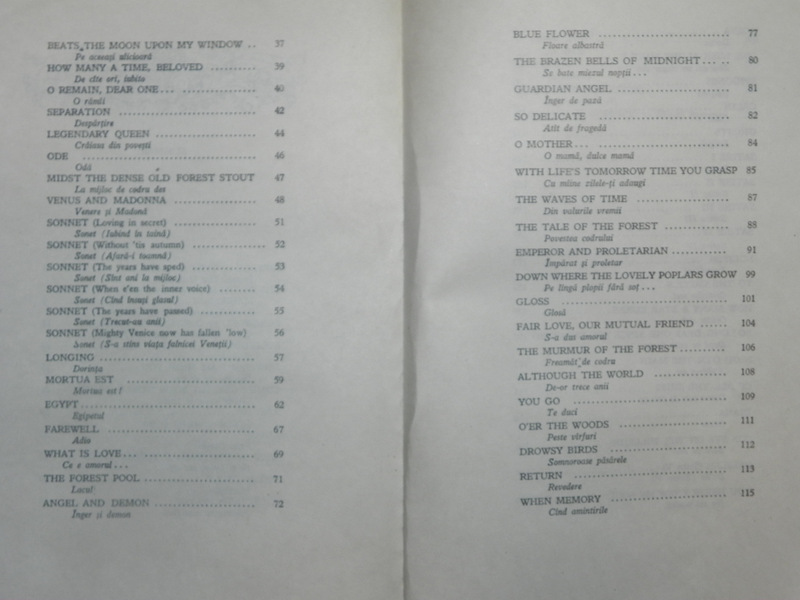 BEATS THE MOON UPON MY WINDOW .. 37
Pe aceeași ulicioară
HOW MANY A TIME, BELOVED .......... 39
De cîte ori, iubito
O REMAIN, DEAR ONE... .............. 40
O rămîi
SEPARATION ...................... 42
Despărțire
LEGENDARY QUEEN ................ 44
Crăiasa din povești
ODE ........................... 46
Odă
MIDST THE DENSE OLD FOREST STOUT 47
La mijloc de codru des
VENUS AND MADONNA .............. 48
Venere și Madonă
SONNET (Loving in secret) ............ 51
Sonet (Iubind în taină)
SONNET (Without 'tis autumn) ............ 52
Sonet (Afară-i toamnă)
SONNET (The years have sped) .......... 53
Sonet (Sînt ani la mijloc)
SONNET (When e'en the inner voice) ....... 54
Sonet (Cînd însuși glasul)
SONNET (The years have passed) ......... 55
Sonet (Trecut-au anii)
SONNET (Mighty Venice now has fallen 'low) 56
Sonet (S-a stins viața falnicei Veneții)
LONGING ......................... 57
Dorința
MORTUA EST ...................... 59
Mortua est!
EGYPT ........................... 62
Egipetul
FAREWELL ........................ 67
Adio
WHAT IS LOVE... .................. 69
Ce e amorul...
THE FOREST POOL ................. 71
Lacul
ANGEL AND DEMON ................ 72
Înger și demon
BLUE FLOWER .................... 77
Floare albastră
THE BRAZEN BELLS OF MIDNIGHT... .. 80
Se bate miezul nopții...
GUARDIAN ANGEL ................. 81
Înger de pază
SO DELICATE .................... 82
Atît de fragedă
O MOTHER... ..................... 84
O mamă, dulce mamă
WITH LIFE'S TOMORROW TIME YOU GRASP 85
Cu mîine zilele-ți adaugi
THE WAVES OF TIME ............... 87
Din valurile vremii
THE TALE OF THE FOREST .......... 88
Povestea codrului
EMPEROR AND PROLETARIAN ........ 91
Împărat și proletar
DOWN WHERE THE LOVELY POPLARS GROW 99
Pe lîngă plopii fără soț...
GLOSS .......................... 101
Glosă
FAIR LOVE, OUR MUTUAL FRIEND ...... 104
S-a dus amorul
THE MURMUR OF THE FOREST.......... 106
Freamăt de codru
ALTHOUGH THE WORLD ............. 108
De-or trece anii
YOU GO ......................... 109
Te duci
O'ER THE WOODS .................. 111
Peste vîrfuri
DROWSY BIRDS ................... 112
Somnoroase păsărele
RETURN ......................... 113
Revedere
WHEN MEMORY .................... 115
Cînd amintirile